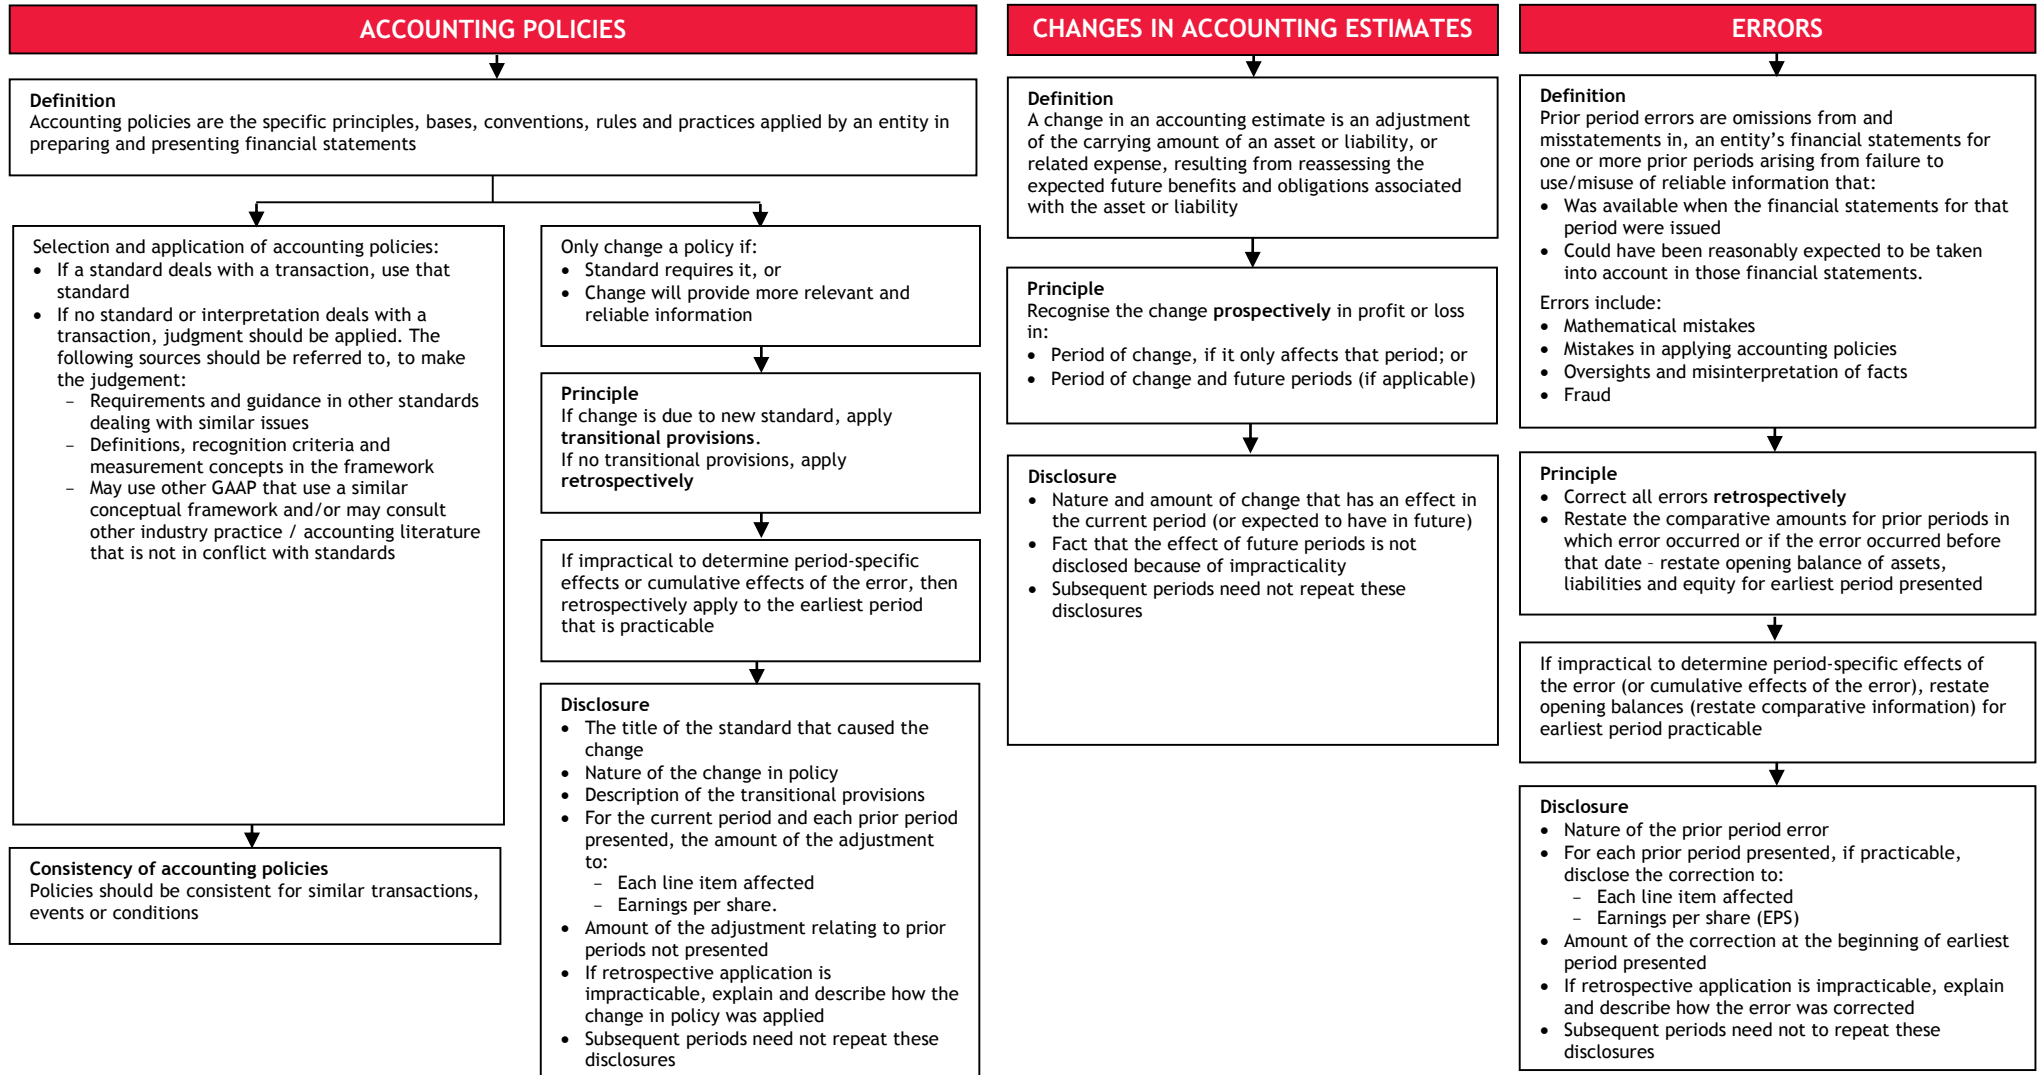 ACCOUNTING POLICIES
Definition
Accounting policies are the specific principles, bases, conventions, rules and practices applied by an entity in
preparing and presenting financial statements
Selection and application of accounting policies:
• If a standard deals with a transaction, use that
standard
• If no standard or interpretation deals with a
transaction, judgment should be applied. The
following sources should be referred to, to make
the judgement:
– Requirements and guidance in other standards
dealing with similar issues
– Definitions, recognition criteria and
measurement concepts in the framework
– May use other GAAP that use a similar
conceptual framework and/or may consult
other industry practice / accounting literature
that is not in conflict with standards
Consistency of accounting policies
Policies should be consistent for similar transactions,
events or conditions
Only change a policy if:
• Standard requires it, or
• Change will provide more relevant and
reliable information
Principle
If change is due to new standard, apply
transitional provisions.
If no transitional provisions, apply
retrospectively
If impractical to determine period-specific
effects or cumulative effects of the error, then
retrospectively apply to the earliest period
that is practicable
Disclosure
• The title of the standard that caused the
change
• Nature of the change in policy
• Description of the transitional provisions
• For the current period and each prior period
presented, the amount of the adjustment
to:
– Each line item affected
– Earnings per share.
• Amount of the adjustment relating to prior
periods not presented
• If retrospective application is
impracticable, explain and describe how the
change in policy was applied
• Subsequent periods need not repeat these
disclosures
CHANGES IN ACCOUNTING ESTIMATES
Definition
A change in an accounting estimate is an adjustment
of the carrying amount of an asset or liability, or
related expense, resulting from reassessing the
expected future benefits and obligations associated
with the asset or liability
Principle
Recognise the change prospectively in profit or loss
in:
• Period of change, if it only affects that period; or
• Period of change and future periods (if applicable)
Disclosure
• Nature and amount of change that has an effect in
the current period (or expected to have in future)
• Fact that the effect of future periods is not
disclosed because of impracticality
• Subsequent periods need not repeat these
disclosures
ERRORS
Definition
Prior period errors are omissions from and
misstatements in, an entity’s financial statements for
one or more prior periods arising from failure to
use/misuse of reliable information that:
• Was available when the financial statements for that
period were issued
• Could have been reasonably expected to be taken
into account in those financial statements.
Errors include:
• Mathematical mistakes
• Mistakes in applying accounting policies
• Oversights and misinterpretation of facts
• Fraud
Principle
• Correct all errors retrospectively
• Restate the comparative amounts for prior periods in
which error occurred or if the error occurred before
that date – restate opening balance of assets,
liabilities and equity for earliest period presented
If impractical to determine period-specific effects of
the error (or cumulative effects of the error), restate
opening balances (restate comparative information) for
earliest period practicable
Disclosure
• Nature of the prior period error
• For each prior period presented, if practicable,
disclose the correction to:
– Each line item affected
– Earnings per share (EPS)
• Amount of the correction at the beginning of earliest
period presented
• If retrospective application is impracticable, explain
and describe how the error was corrected
• Subsequent periods need not to repeat these
disclosures